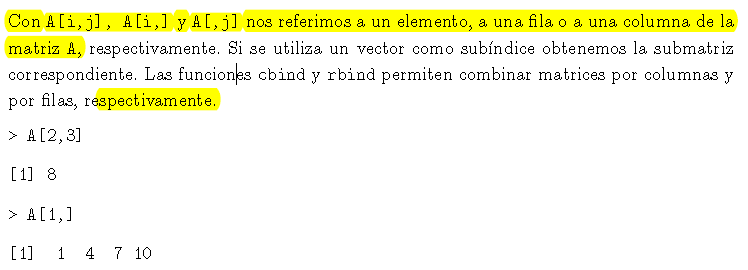 Con A[i,j], A[i,] y A[,j] nos referimos a un elemento, a una fila o a una columna de la
matriz A, respectivamente. Si se utiliza un vector como subíndice obtenemos la submatriz
correspondiente. Las funciones cbind y rbind permiten combinar matrices por columnas y
por filas, respectivamente.
> A[2,3]
[1] 8
> A[1,]
[1]  1  4  7 10